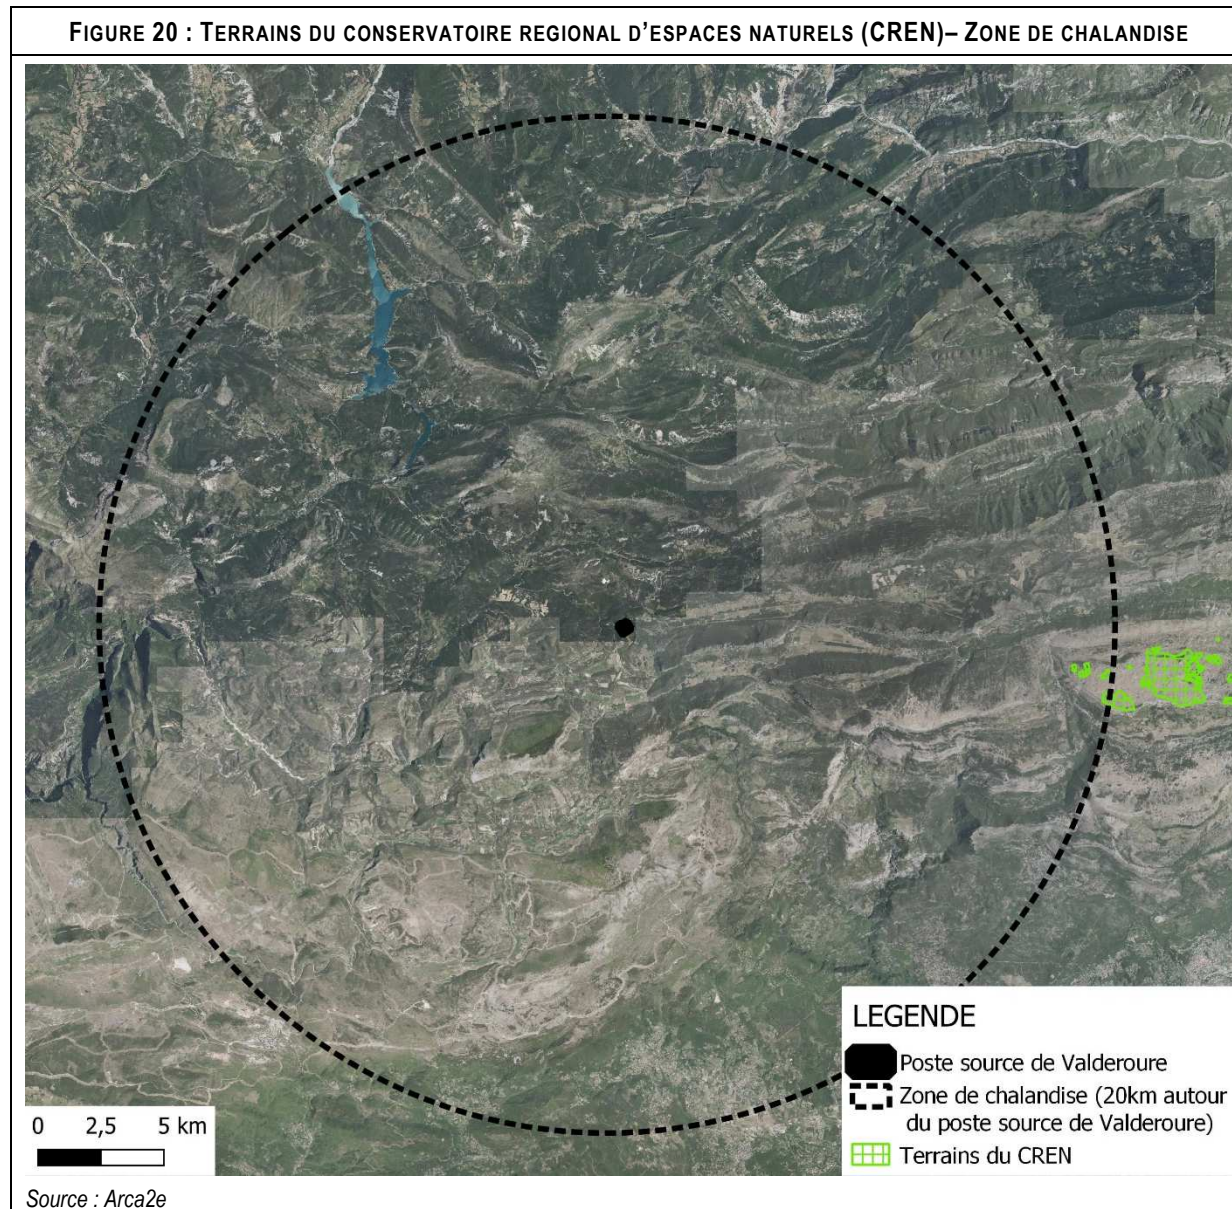 FIGURE 20 : TERRAINS DU CONSERVATOIRE REGIONAL D'ESPACES NATURELS (CREN)– ZONE DE CHALANDISE
LEGENDE
Poste source de Valderoure
Zone de chalandise (20km autour
du poste source de Valderoure)
Terrains du CREN
0 2,5 5 km
Source : Arca2e